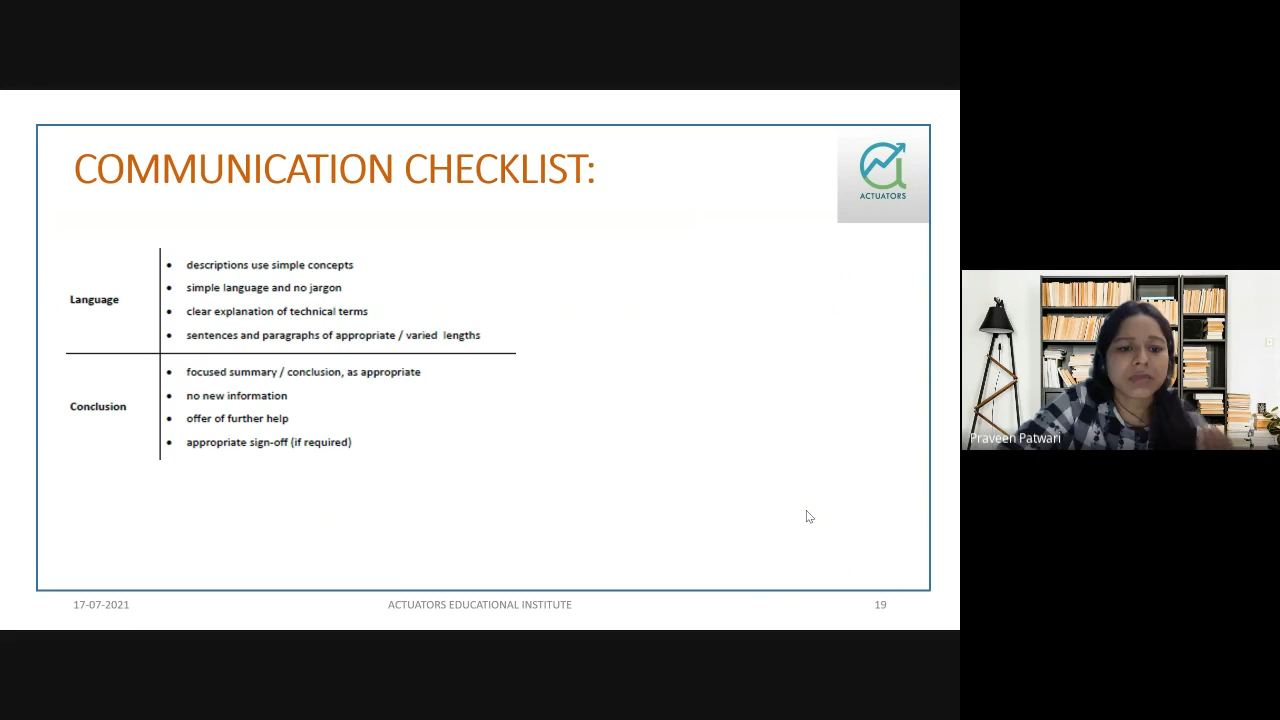 COMMUNICATION CHECKLIST:
ACTUATORS
Language
• descriptions use simple concepts
• simple language and no jargon
• clear explanation of technical terms
• sentences and paragraphs of appropriate / varied lengths
Conclusion
• focused summary / conclusion, as appropriate
• no new information
• offer of further help
• appropriate sign-off (if required)
17-07-2021
ACTUATORS EDUCATIONAL INSTITUTE
19
Praveen Patwari